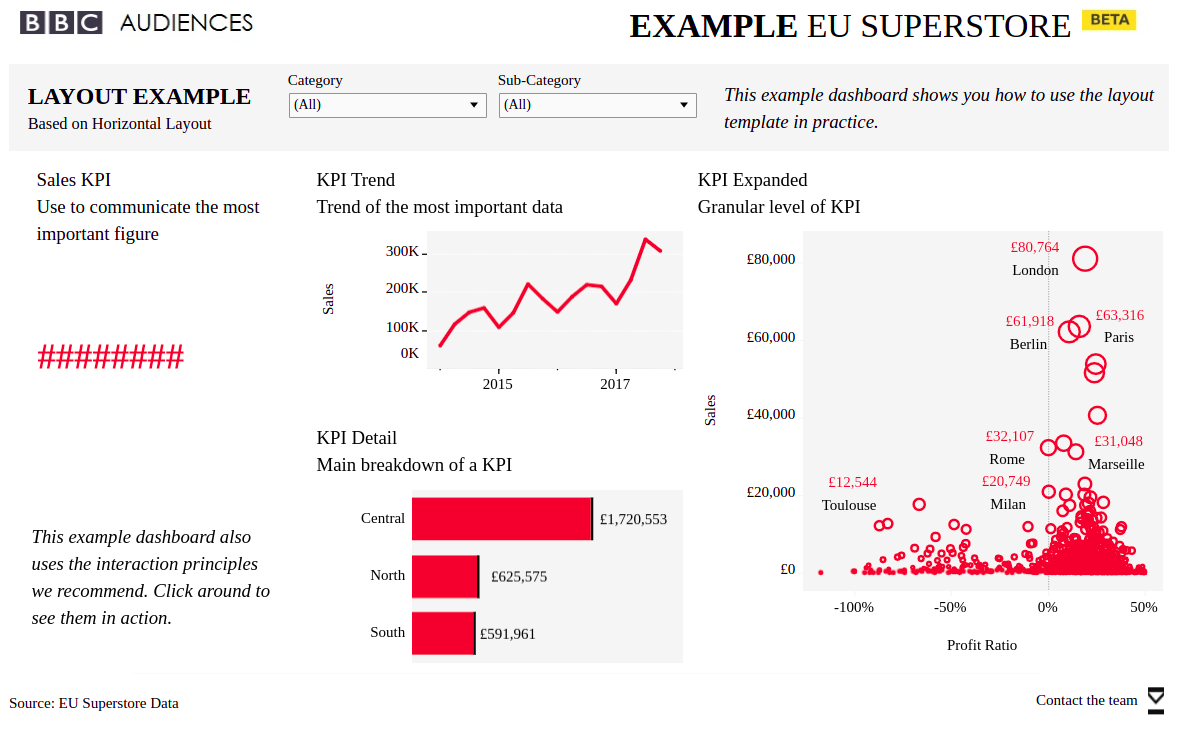 BBC AUDIENCES
EXAMPLE EU SUPERSTORE BETA
LAYOUT EXAMPLE
Based on Horizontal Layout
Category
(All)
Sub-Category
(All)
This example dashboard shows you how to use the layout
template in practice.
Sales KPI
Use to communicate the most
important figure
########
This example dashboard also
uses the interaction principles
we recommend. Click around to
see them in action.
KPI Trend
Trend of the most important data
Sales
300K
200K
100K
0K
2015
2017
KPI Detail
Main breakdown of a KPI
Central
£1,720,553
North
£625,575
South
£591,961
KPI Expanded
Granular level of KPI
Sales
£80,000
£60,000
£40,000
£20,000
£0
£80,764
London
£61,918
Berlin
£63,316
Paris
£32,107
Rome
£31,048
Marseille
£12,544
Toulouse
£20,749
Milan
-100%
-50%
0%
50%
Profit Ratio
Source: EU Superstore Data
Contact the team